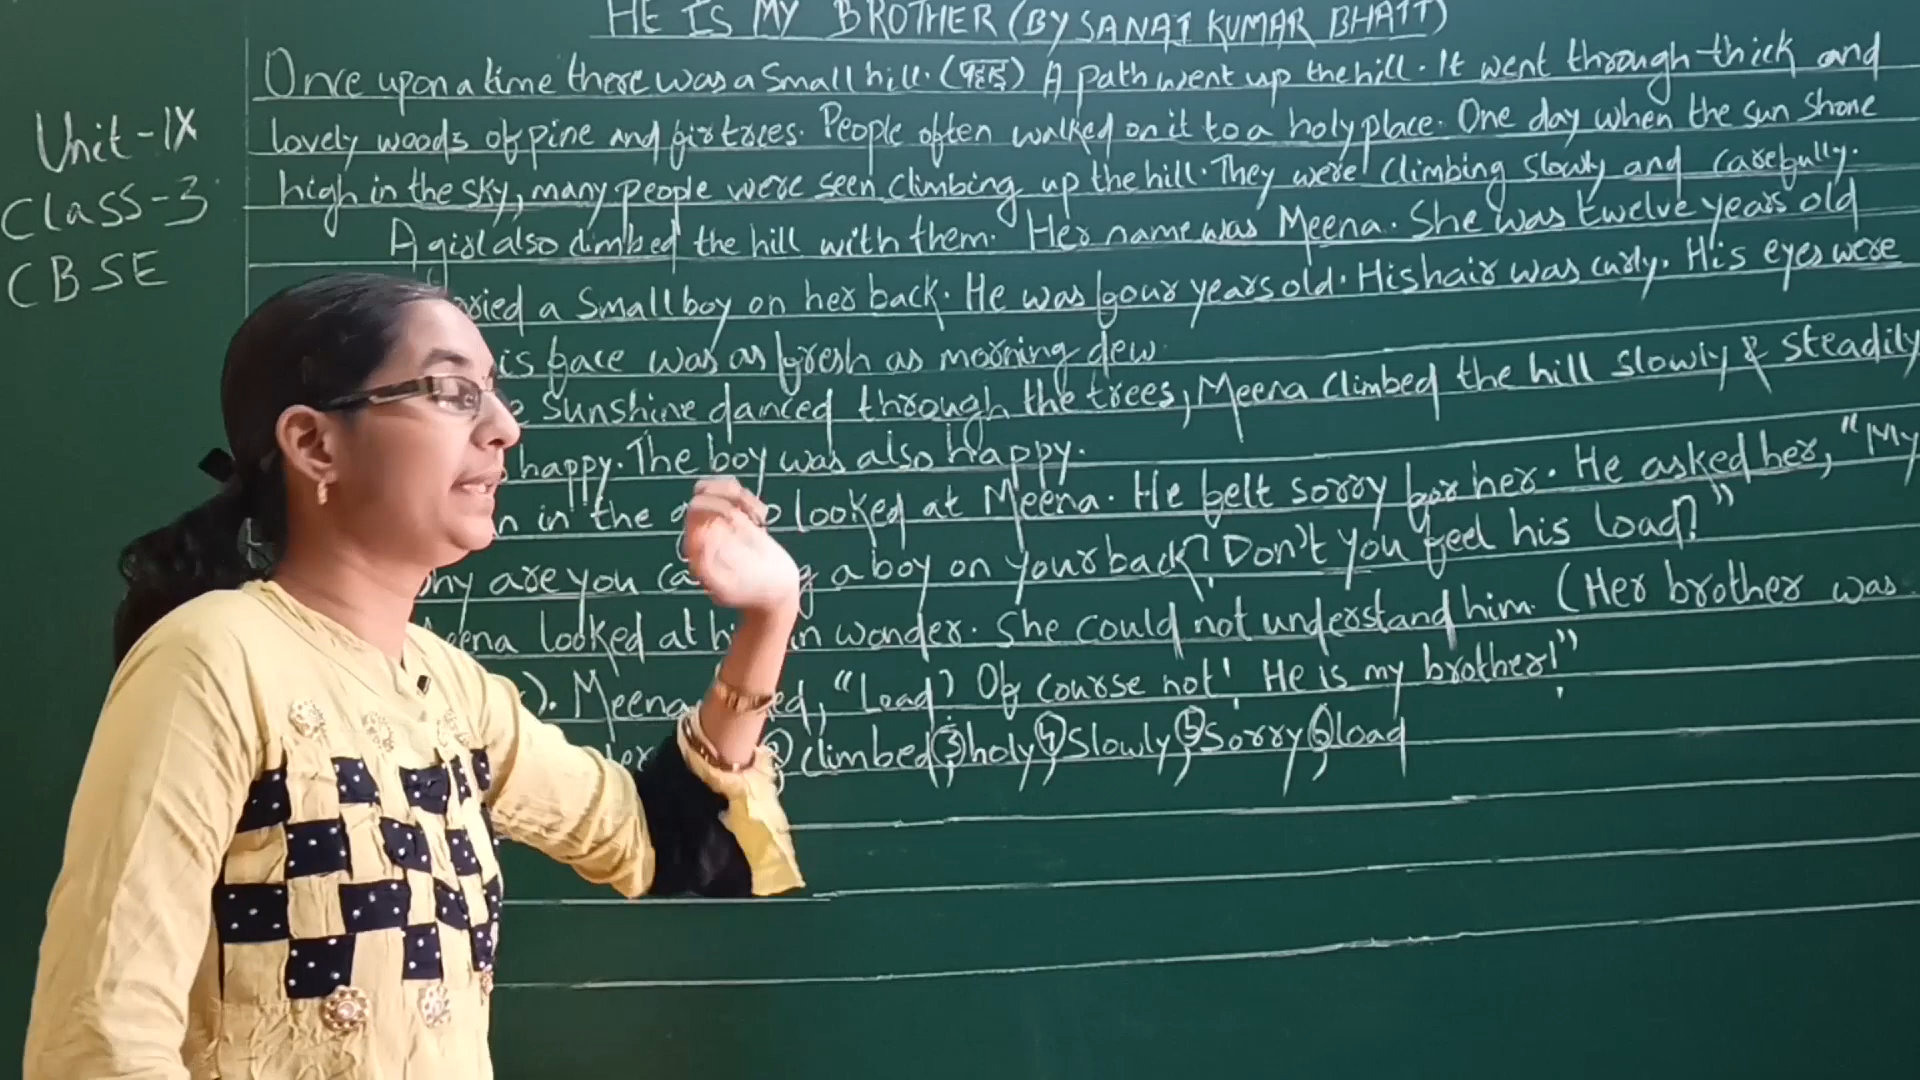 HE IS MY BROTHER (BY SANAT KUMAR BHATT)
Once upon a time there was a small hill. A path went up the hill. It went through thick and
lovely woods of pine and fir trees. People often walked on it to a holy place. One day when the sun shone
high in the sky, many people were seen climbing up the hill. They were climbing slowly and carefully.
A girl also climbed the hill with them. Her name was Meena. She was twelve years old
a small boy on her back. He was four years old. His hair was curly. His eyes were
face was as fresh as morning dew.
sunshine danced through the trees, Meena climbed the hill slowly & steadily
happy. The boy was also happy.
in the looked at Meena. He felt sorry for her. He asked her, "My
are you a boy on your back? Don't you feel his load?"
looked at in wonder. She could not understand him. (Her brother was
). Meena "Load? Of course not! He is my brother!"
climbed, ③ holy, ④ Slowly, ⑤ Sorry, ⑥ load
Unit-IX
Class-3
CBSE